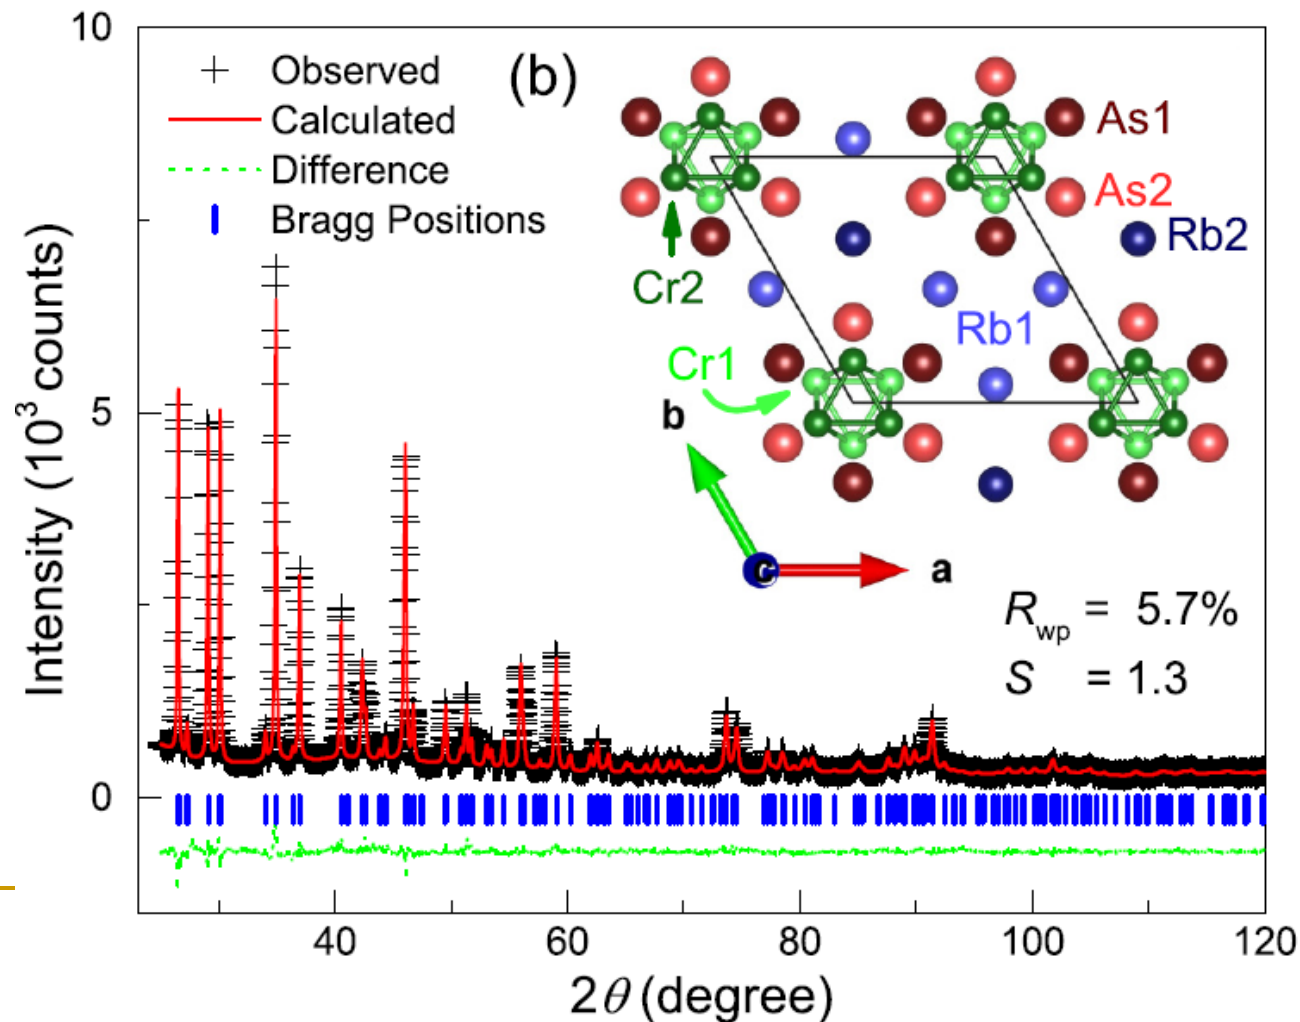 10
Observed
Calculated
Difference
Bragg Positions
(b)
As1
As2
Rb2
Cr2
Rb1
Cr1
b
c
a
R_wp = 5.7%
S = 1.3
5
0
Intensity (10³ counts)
40 60 80 100 120
2θ (degree)